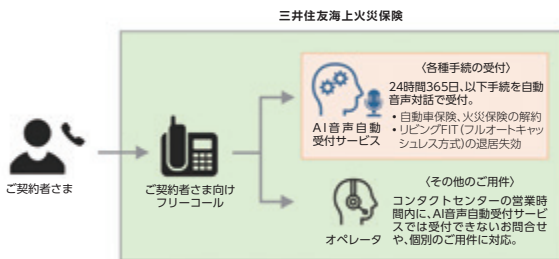 三井住友海上火災保険
〈各種手続の受付〉
24時間365日、以下手続を自動
音声対話で受付。
・自動車保険、火災保険の解約
・リビングFIT(フルオートキャッ
シュレス方式)の退居失効
AI音声自動
受付サービス
ご契約者さま
ご契約者さま向け
フリーコール
〈その他のご用件〉
コンタクトセンターの営業時
間内に、AI音声自動受付サービ
スでは受付できないお問合せ
や、個別のご用件に対応。
オペレータ